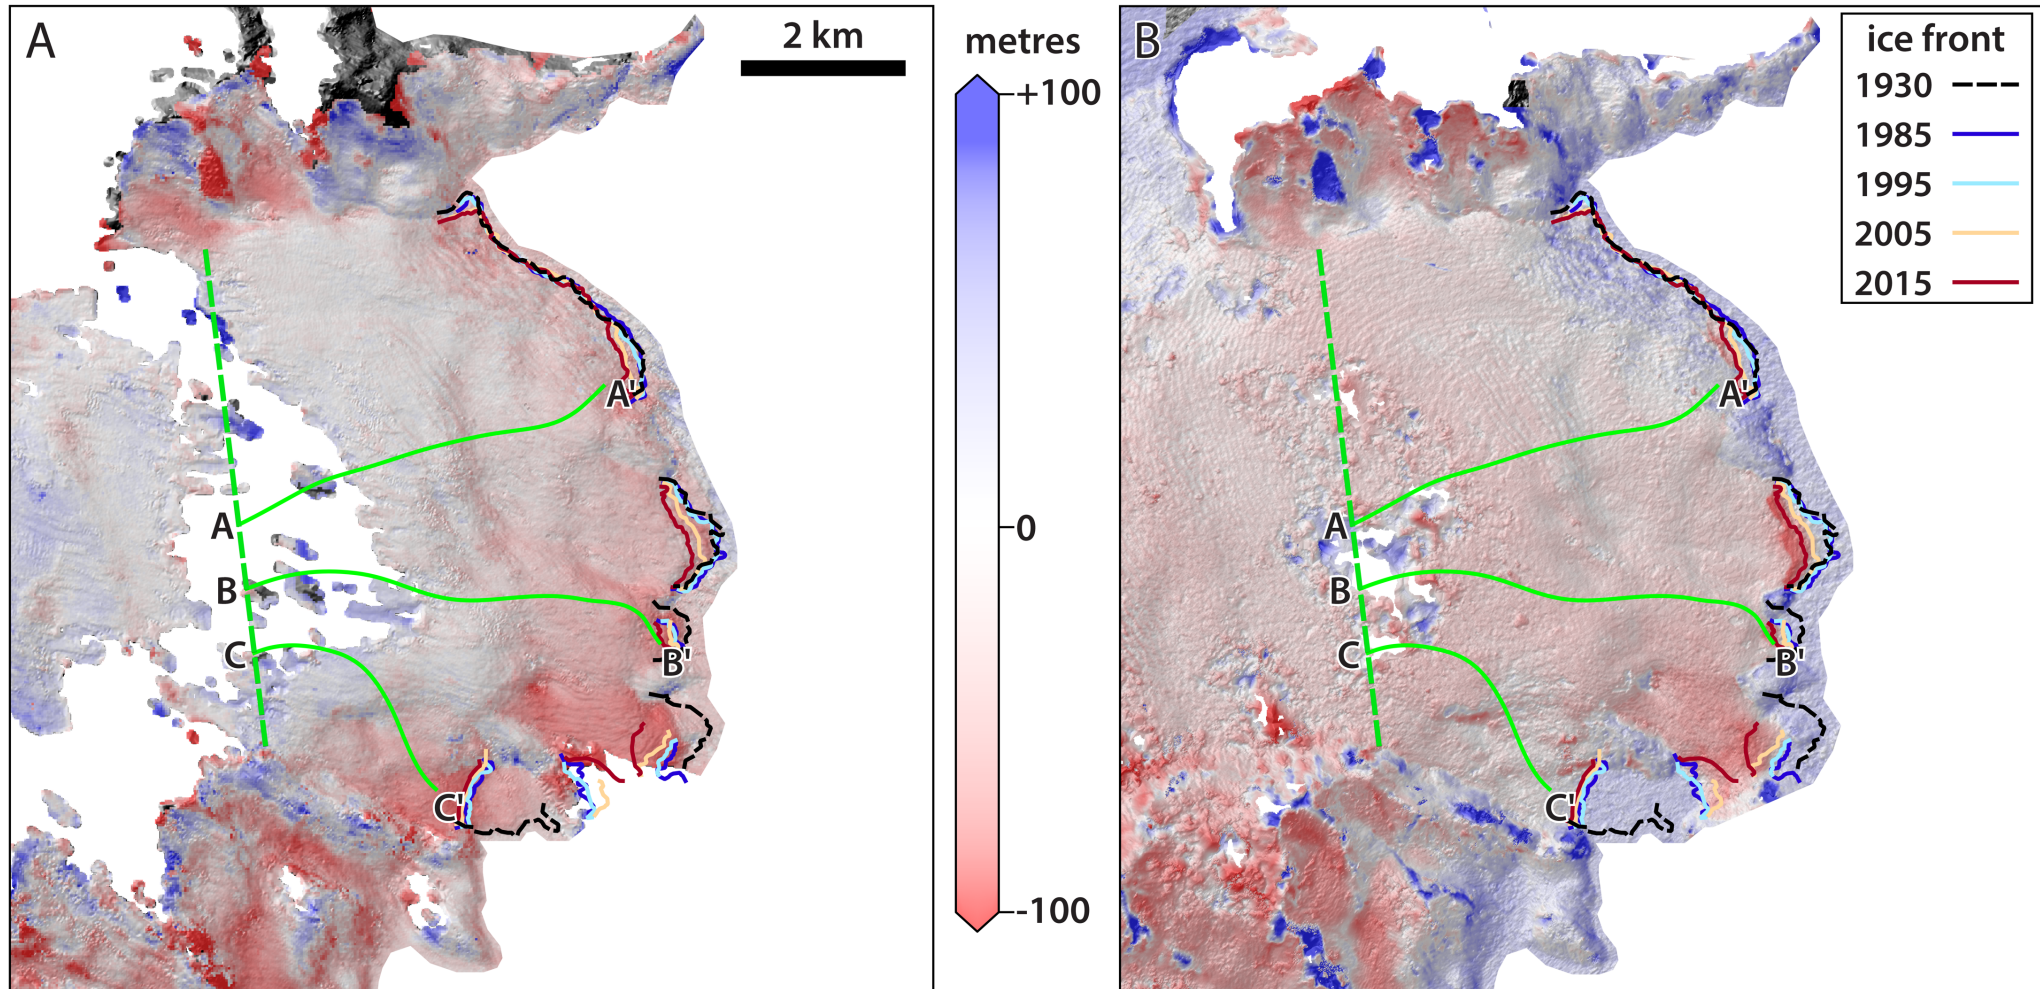 A
2 km
metres
+100
0
-100
A'
A
B
B'
C
C'
B
ice front
1930
1985
1995
2005
2015
A'
A
B
B'
C
C'